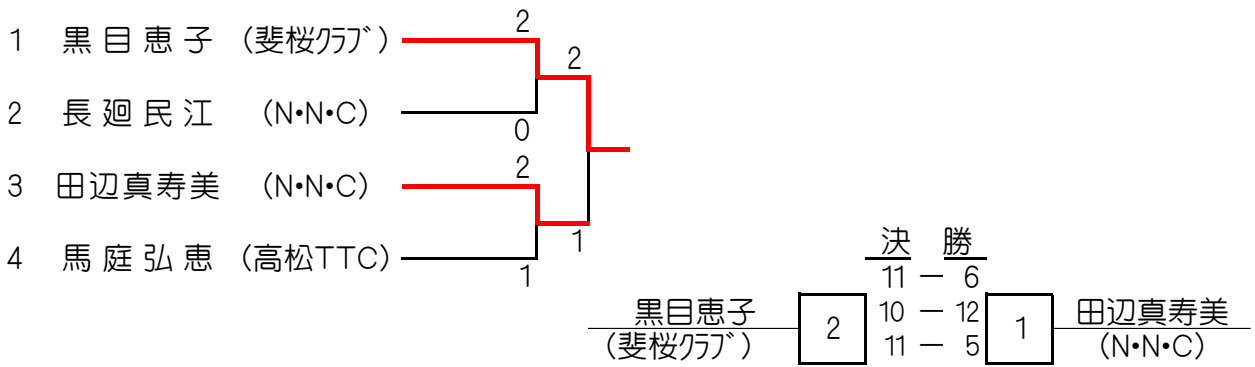 1 黒目恵子 (斐桜ｸﾗﾌﾞ) 2
2
2 長廻民江 (N•N•C) 0
3 田辺真寿美 (N•N•C) 2
1
4 馬庭弘恵 (高松TTC) 1
決 勝
11 － 6
黒目恵子 2 10 － 12 1 田辺真寿美
(斐桜ｸﾗﾌﾞ) 11 － 5 (N•N•C)